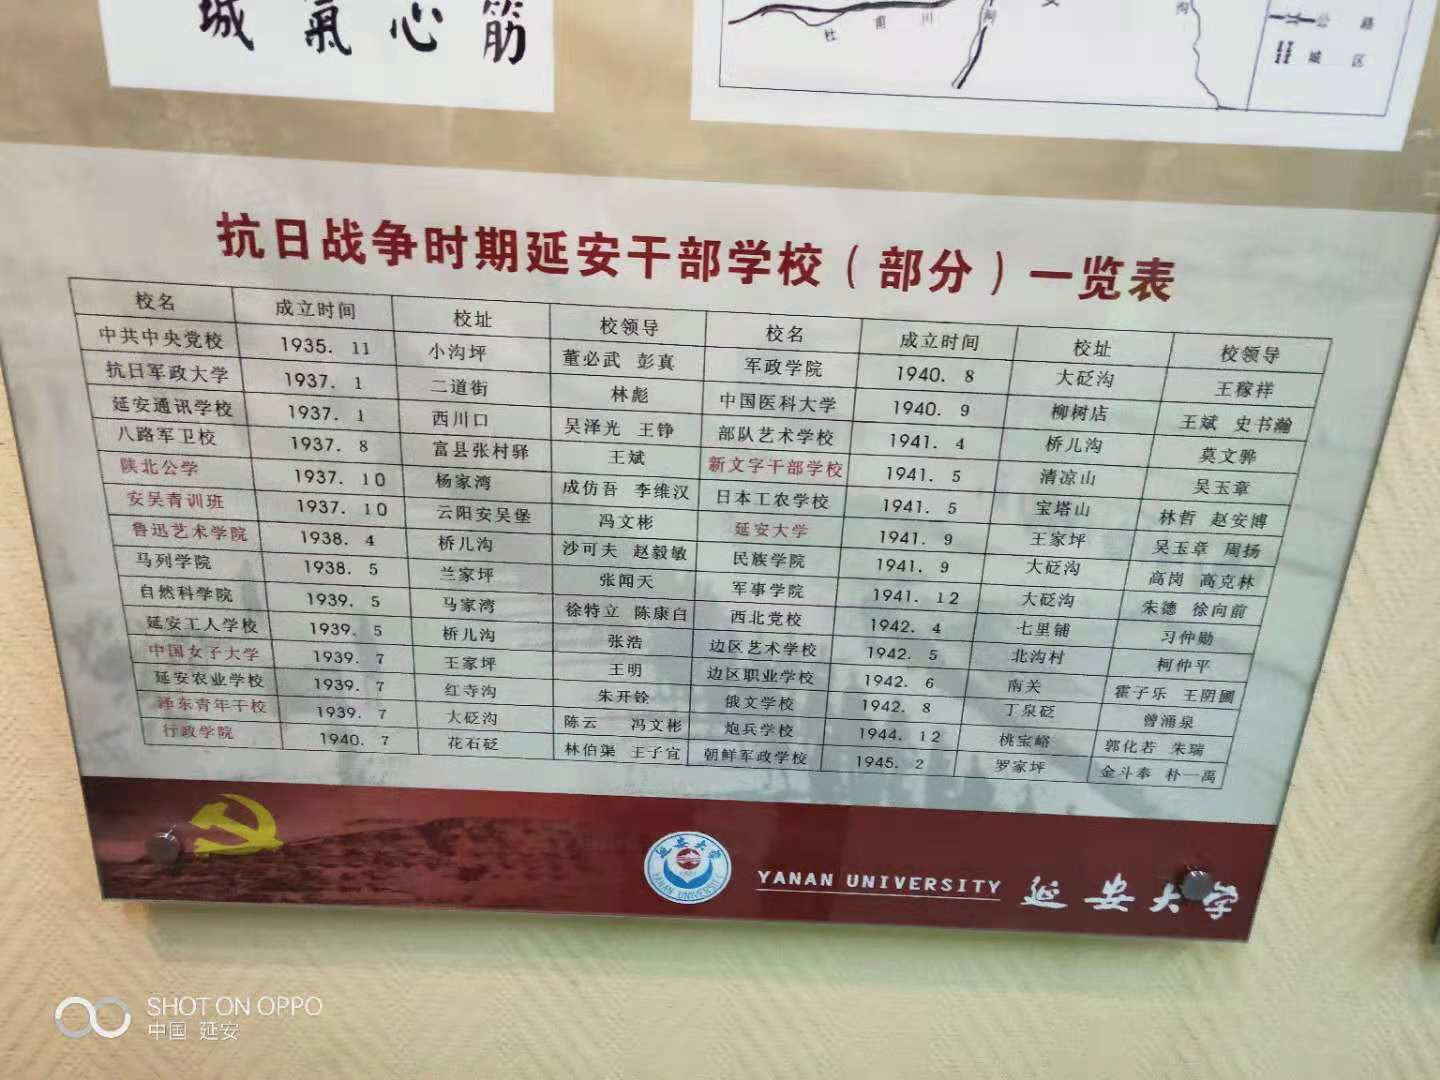 城 氣 心 筋
杜 甫 川 河 安 沟
公 路
城 区
抗日战争时期延安干部学校（部分）一览表
校名 成立时间 校址 校领导 校名 成立时间 校址 校领导
中共中央党校 1935．11 小沟坪 董必武 彭真 军政学院 1940．8 大砭沟 王稼祥
抗日军政大学 1937．1 二道街 林彪 中国医科大学 1940．9 柳树店 王斌 史书瀚
延安通讯学校 1937．1 西川口 吴泽光 王铮 部队艺术学校 1941．4 桥儿沟 莫文骅
八路军卫校 1937．8 富县张村驿 王斌 新文字干部学校 1941．5 清凉山 吴玉章
陕北公学 1937．10 杨家湾 成仿吾 李维汉 日本工农学校 1941．5 宝塔山 林哲 赵安博
安吴青训班 1937．10 云阳安吴堡 冯文彬 延安大学 1941．9 王家坪 吴玉章 周扬
鲁迅艺术学院 1938．4 桥儿沟 沙可夫 赵毅敏 民族学院 1941．9 大砭沟 高岗 高克林
马列学院 1938．5 兰家坪 张闻天 军事学院 1941．12 大砭沟 朱德 徐向前
自然科学院 1939．5 马家湾 徐特立 陈康白 西北党校 1942．4 七里铺 习仲勋
延安工人学校 1939．5 桥儿沟 张浩 边区艺术学校 1942．5 北沟村 柯仲平
中国女子大学 1939．7 王家坪 王明 边区职业学校 1942．6 南关 霍子乐 王阴圃
延安农业学校 1939．7 红寺沟 朱开铨 俄文学校 1942．8 丁泉砭 曾涌泉
泽东青年干校 1939．7 大砭沟 陈云 冯文彬 炮兵学校 1944．12 桃宝峪 郭化若 朱瑞
行政学院 1940．7 花石砭 林伯渠 王子宜 朝鲜军政学校 1945．2 罗家坪 金斗奉 朴一禹
延安大学
YANAN UNIVERSITY
YANAN UNIVERSITY 延安大学
SHOT ON OPPO
中国 延安